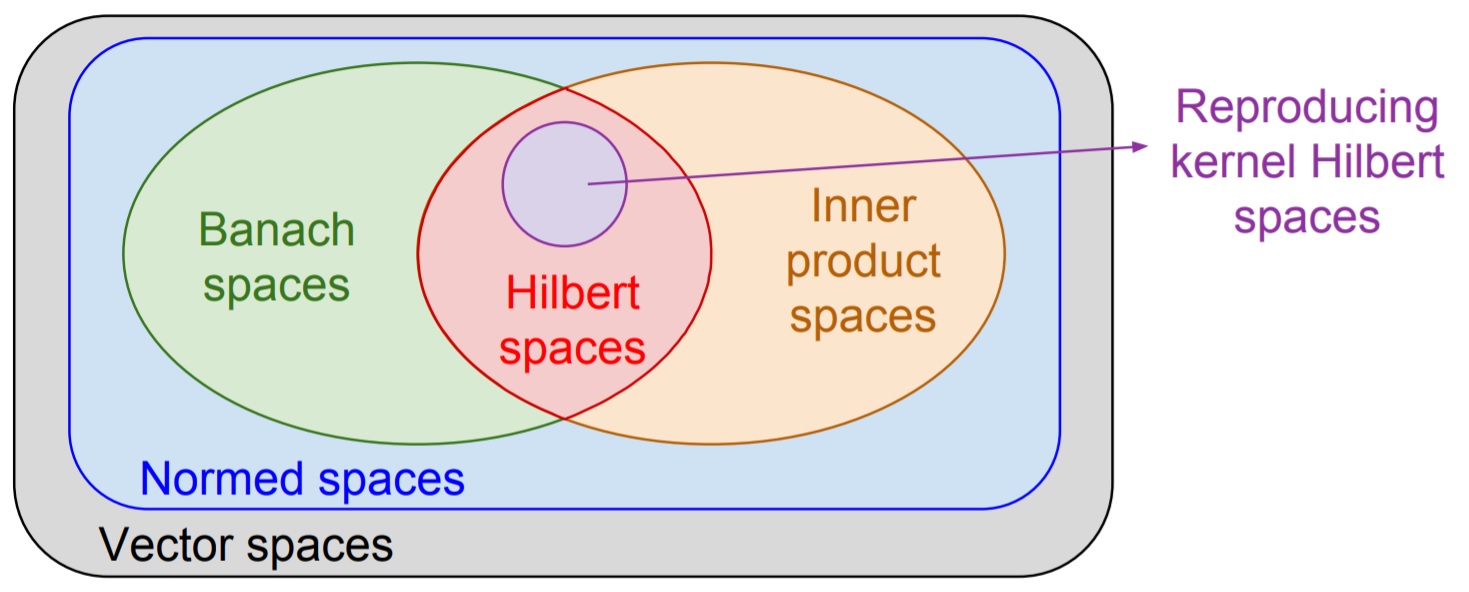 Reproducing
kernel Hilbert
spaces
Banach
spaces
Hilbert
spaces
Inner
product
spaces
Normed spaces
Vector spaces